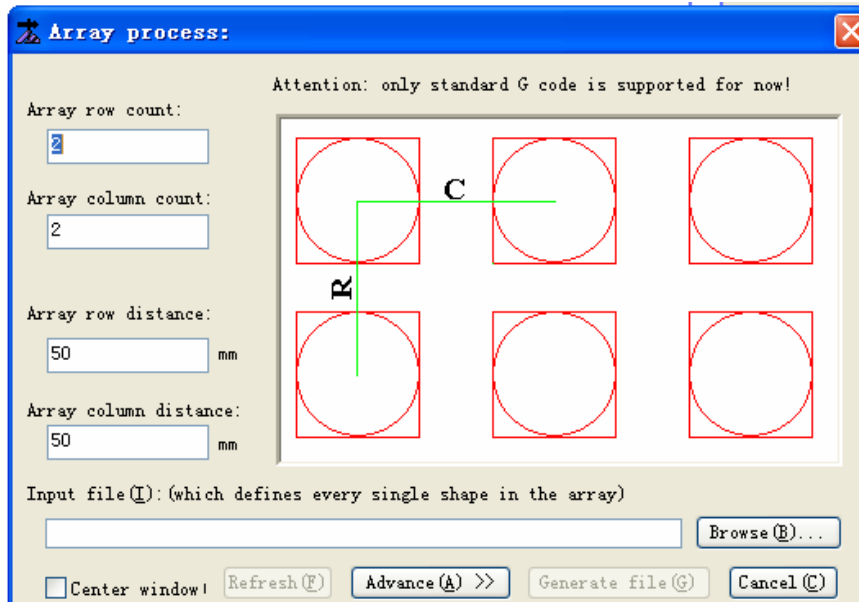 Array process:
Attention: only standard G code is supported for now!
Array row count:
2
C
Array column count:
2
R
Array row distance:
50 mm
Array column distance:
50 mm
Input file(I):(which defines every single shape in the array)
Browse(B)...
Center window! Refresh(F) Advance(A) >> Generate file(G) Cancel(C)